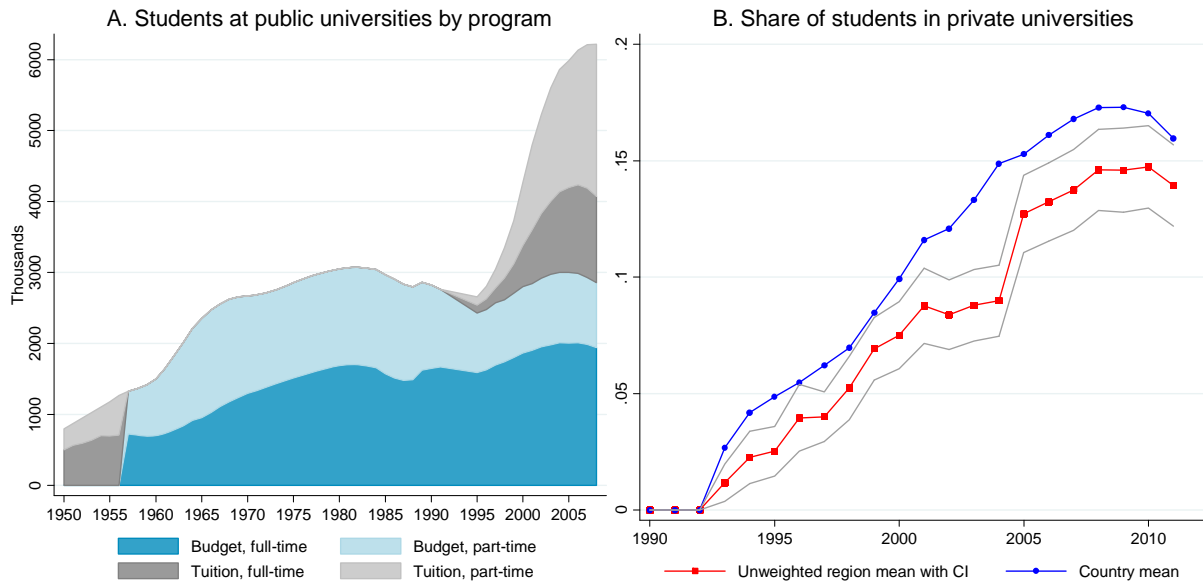 A. Students at public universities by program
Thousands
6000
5000
4000
3000
2000
1000
0
1950 1955 1960 1965 1970 1975 1980 1985 1990 1995 2000 2005
Budget, full-time Budget, part-time
Tuition, full-time Tuition, part-time
B. Share of students in private universities
.2
.15
.1
.05
0
1990 1995 2000 2005 2010
Unweighted region mean with CI Country mean